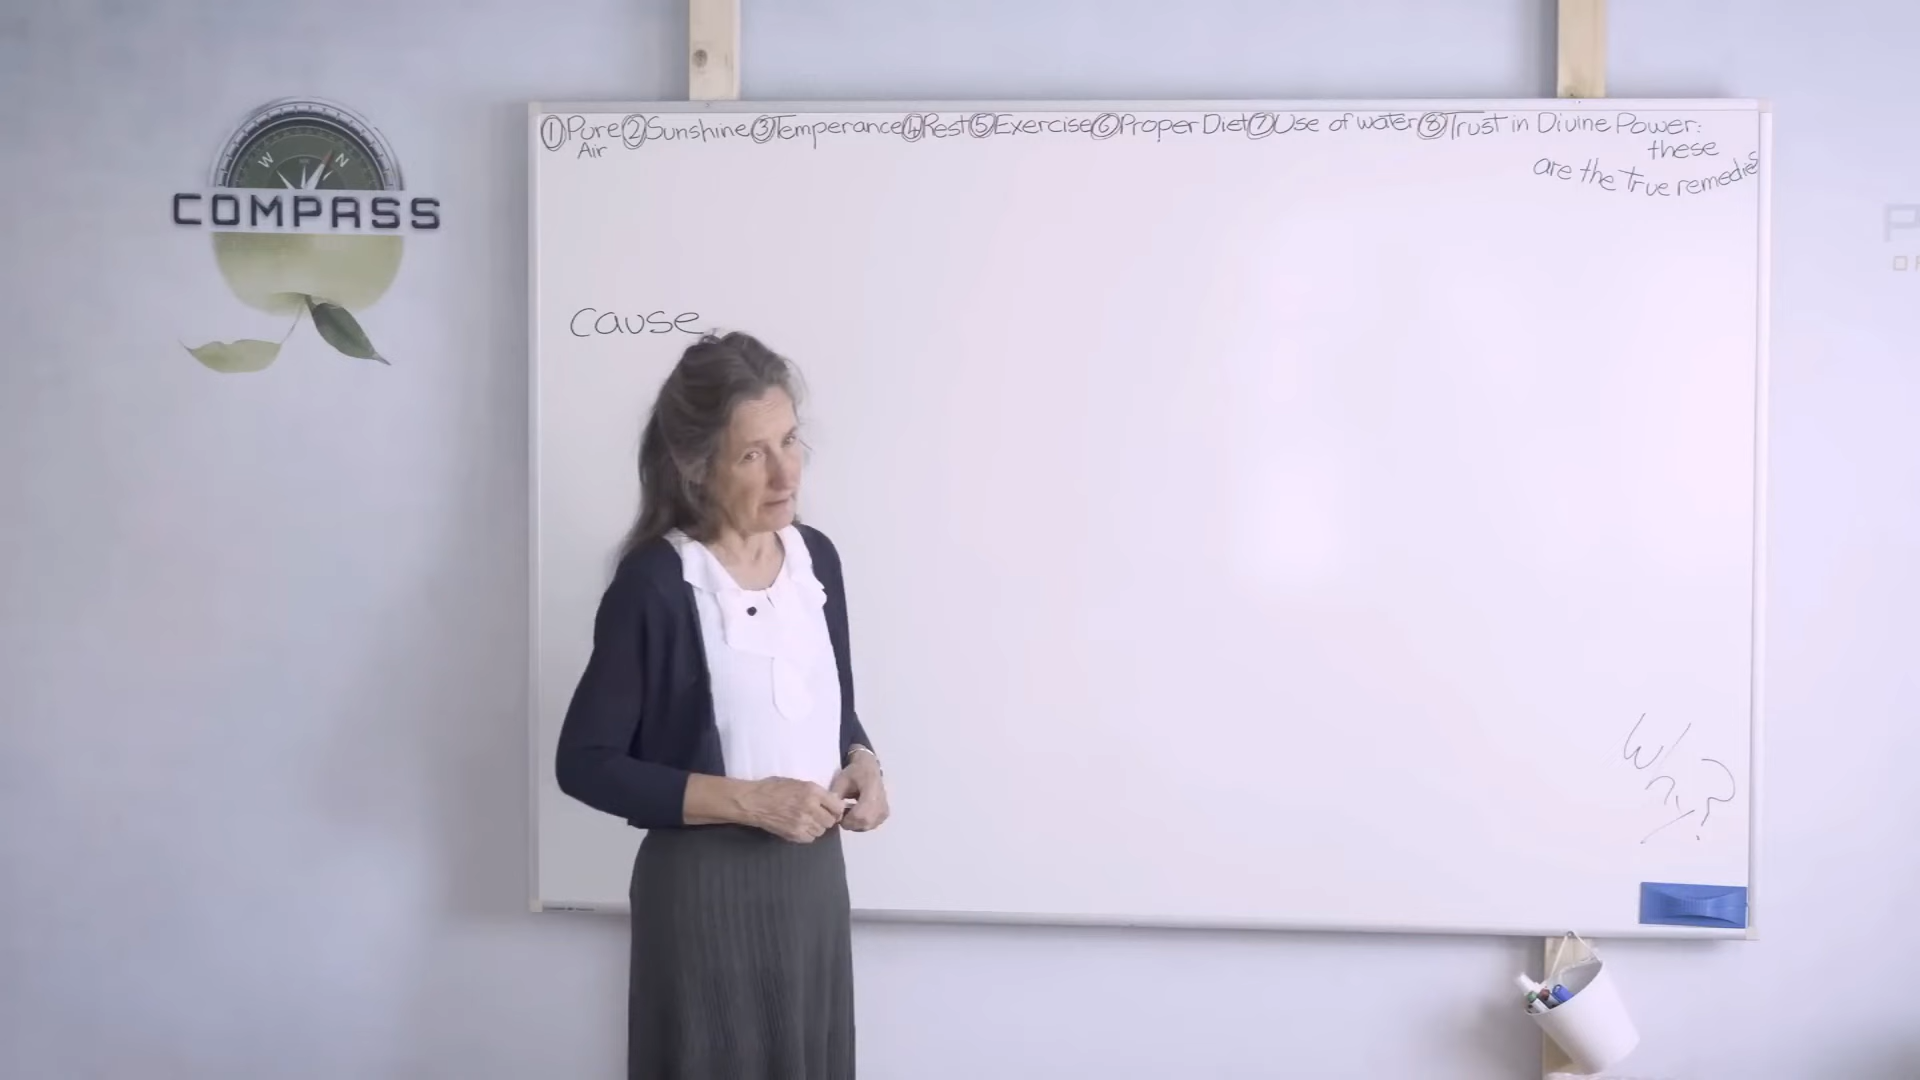 COMPASS
①Pure ②Sunshine ③Temperance ④Rest ⑤Exercise ⑥Proper Diet ⑦Use of water ⑧Trust in Divine Power:
Air
these
are the True remedies
cause